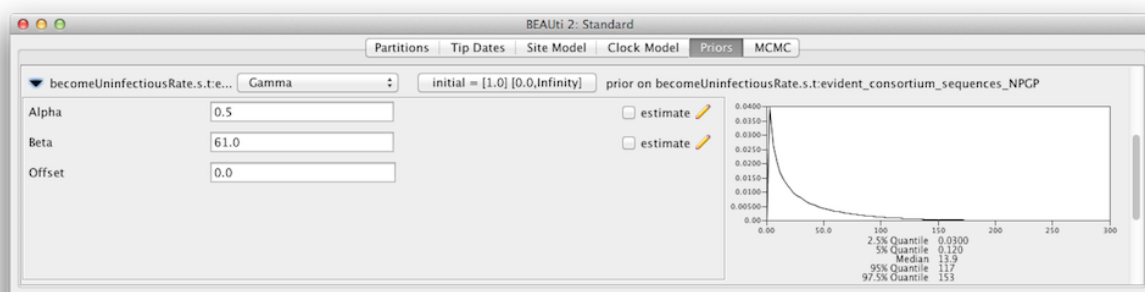 BEAUti 2: Standard
Partitions Tip Dates Site Model Clock Model Priors MCMC
becomeUninfectiousRate.s.t:e... Gamma initial = [1.0] [0.0,Infinity] prior on becomeUninfectiousRate.s.t:evident_consortium_sequences_NPGP
Alpha 0.5 estimate
Beta 61.0 estimate
Offset 0.0
0.0400
0.0350
0.0300
0.0250
0.0200
0.0150
0.0100
0.00500
0.00
0.00 50.0 100 150 200 250 300
2.5% Quantile 0.0300
5% Quantile 0.120
Median 13.9
95% Quantile 117
97.5% Quantile 153